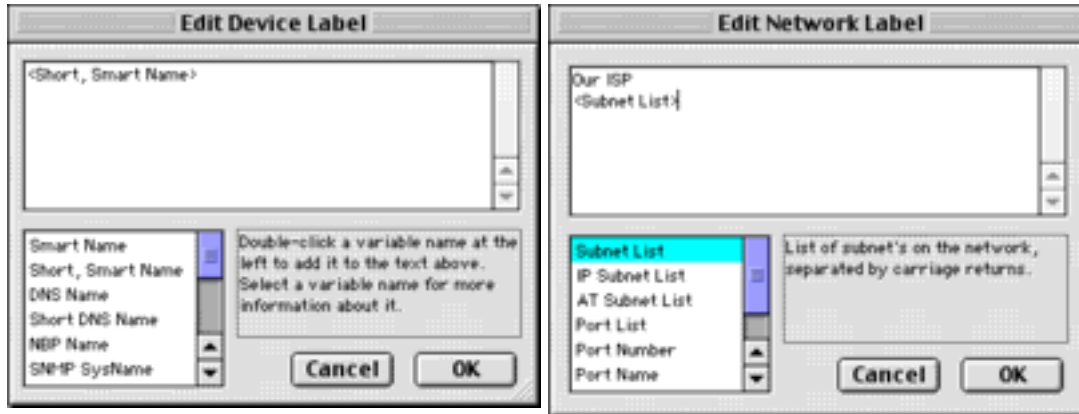 Edit Device Label
<Short, Smart Name>
Smart Name
Short, Smart Name
DNS Name
Short DNS Name
NBP Name
SNMP SysName
Double-click a variable name at the
left to add it to the text above.
Select a variable name for more
information about it.
Cancel
OK
Edit Network Label
Our ISP
<Subnet List>
Subnet List
IP Subnet List
AT Subnet List
Port List
Port Number
Port Name
List of subnet's on the network,
separated by carriage returns.
Cancel
OK